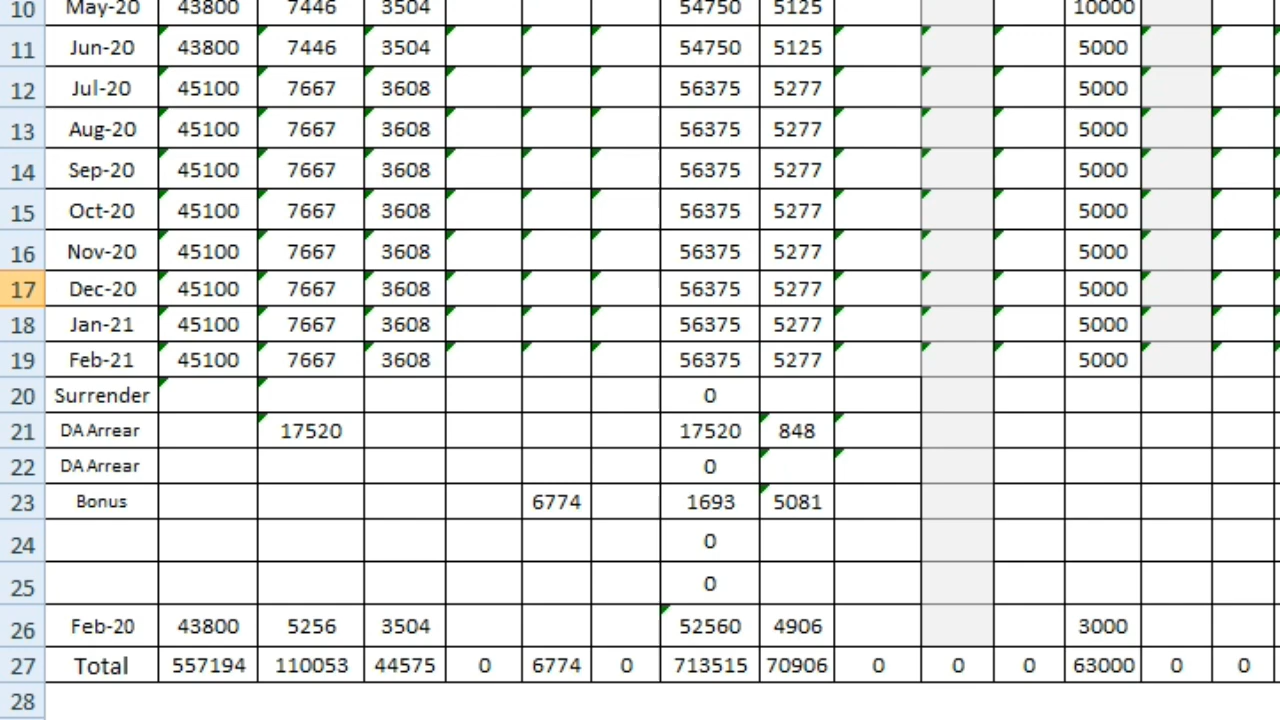 10 May-20 43800 7446 3504 54750 5125 10000
11 Jun-20 43800 7446 3504 54750 5125 5000
12 Jul-20 45100 7667 3608 56375 5277 5000
13 Aug-20 45100 7667 3608 56375 5277 5000
14 Sep-20 45100 7667 3608 56375 5277 5000
15 Oct-20 45100 7667 3608 56375 5277 5000
16 Nov-20 45100 7667 3608 56375 5277 5000
17 Dec-20 45100 7667 3608 56375 5277 5000
18 Jan-21 45100 7667 3608 56375 5277 5000
19 Feb-21 45100 7667 3608 56375 5277 5000
20 Surrender 0
21 DA Arrear 17520 17520 848
22 DA Arrear 0
23 Bonus 6774 1693 5081
24 0
25 0
26 Feb-20 43800 5256 3504 52560 4906 3000
27 Total 557194 110053 44575 0 6774 0 713515 70906 0 0 0 63000 0 0
28